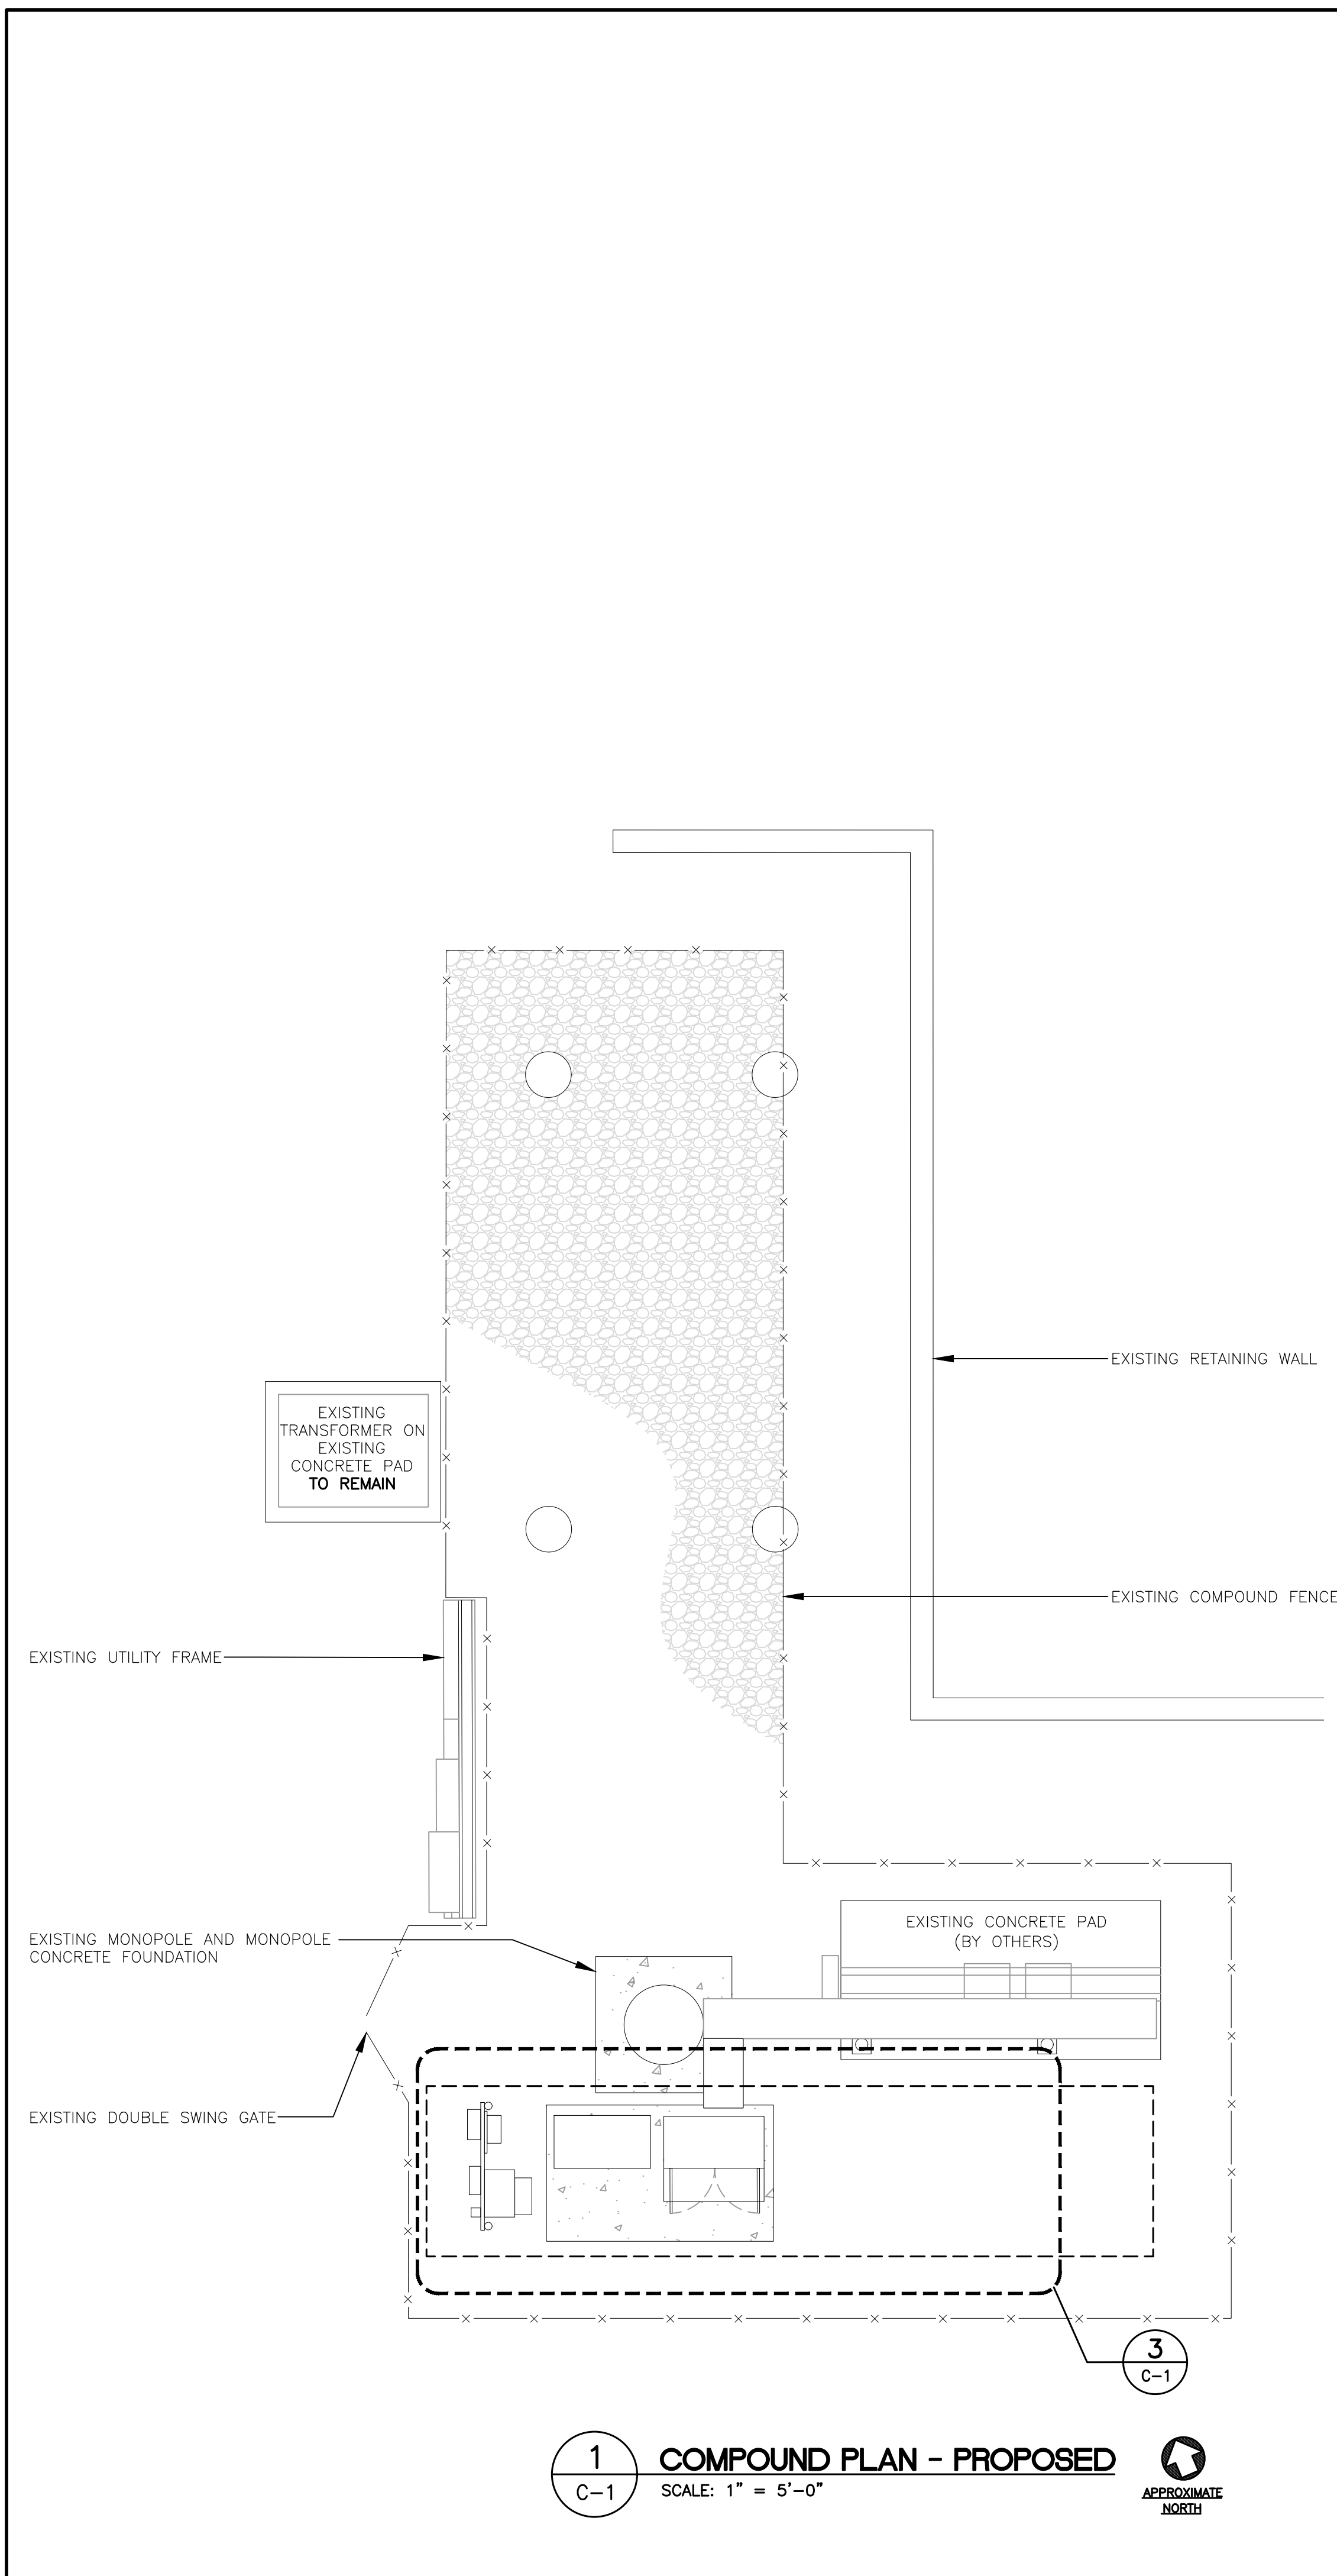 EXISTING RETAINING WALL
EXISTING
TRANSFORMER ON
EXISTING
CONCRETE PAD
TO REMAIN
EXISTING COMPOUND FENCE
EXISTING UTILITY FRAME
EXISTING CONCRETE PAD
(BY OTHERS)
EXISTING MONOPOLE AND MONOPOLE
CONCRETE FOUNDATION
EXISTING DOUBLE SWING GATE
3
C-1
1
C-1
COMPOUND PLAN - PROPOSED
SCALE: 1" = 5'-0"
APPROXIMATE
NORTH